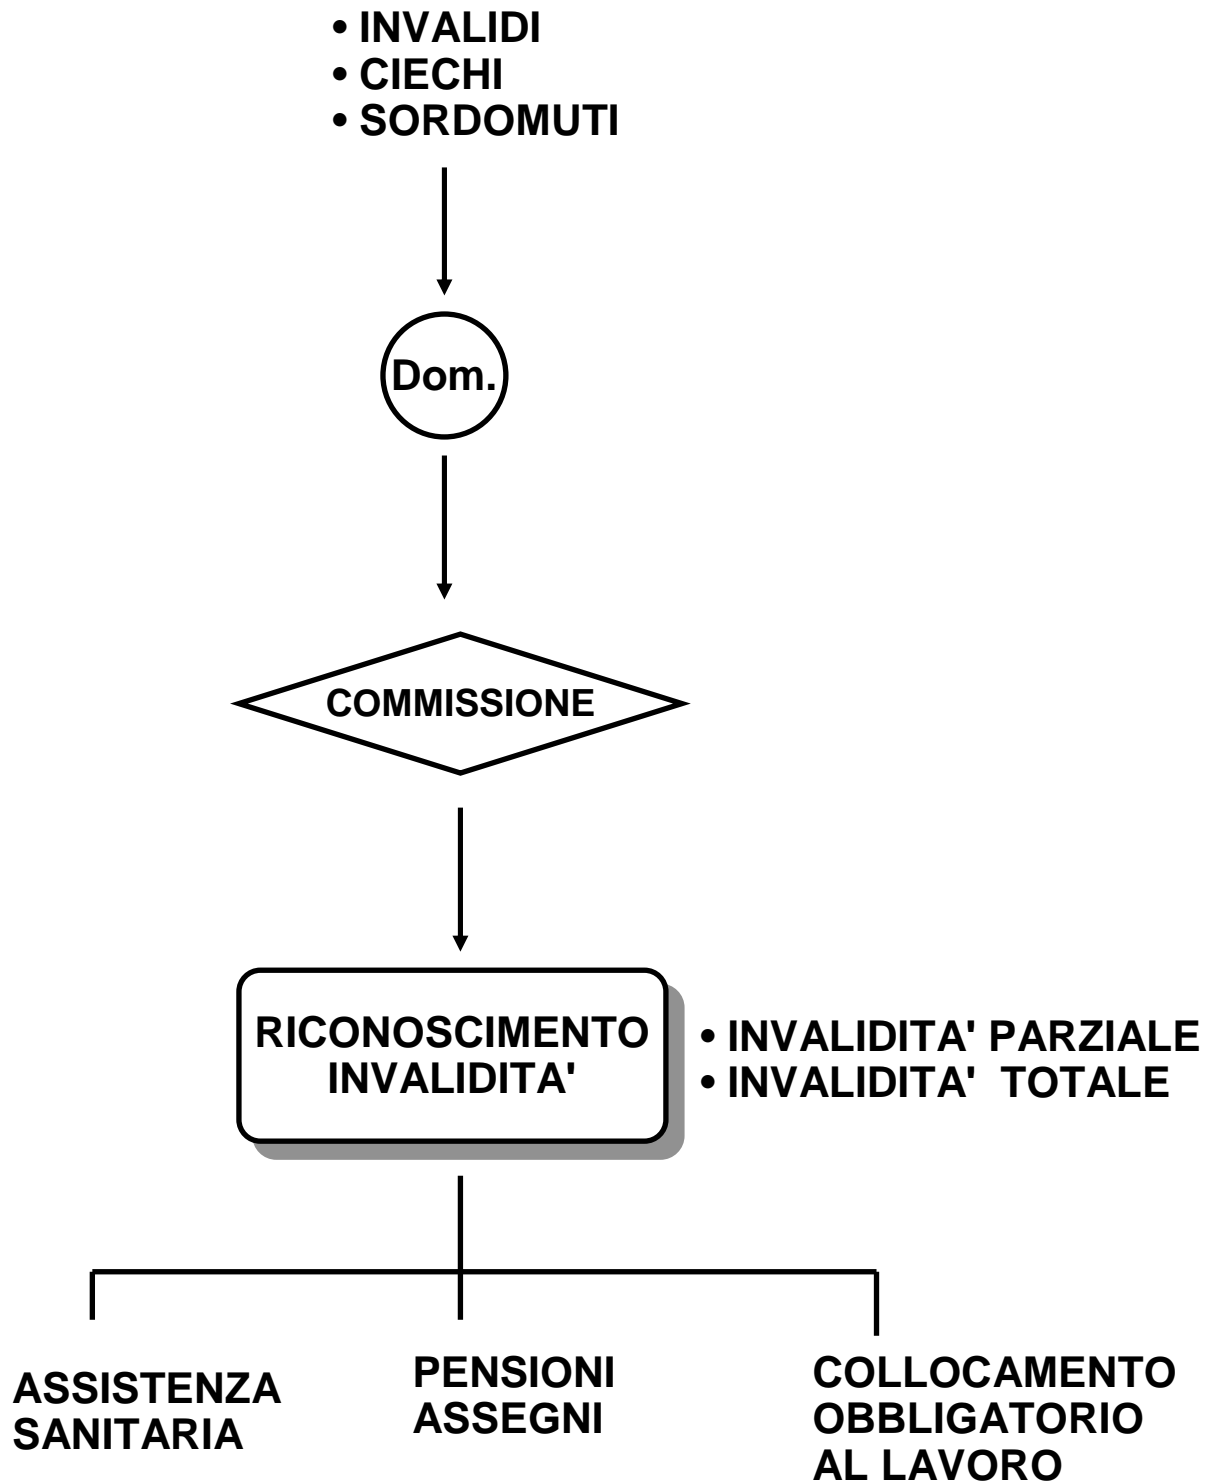 • INVALIDI
• CIECHI
• SORDOMUTI
Dom.
COMMISSIONE
RICONOSCIMENTO
INVALIDITA'
• INVALIDITA' PARZIALE
• INVALIDITA' TOTALE
ASSISTENZA
SANITARIA
PENSIONI
ASSEGNI
COLLOCAMENTO
OBBLIGATORIO
AL LAVORO